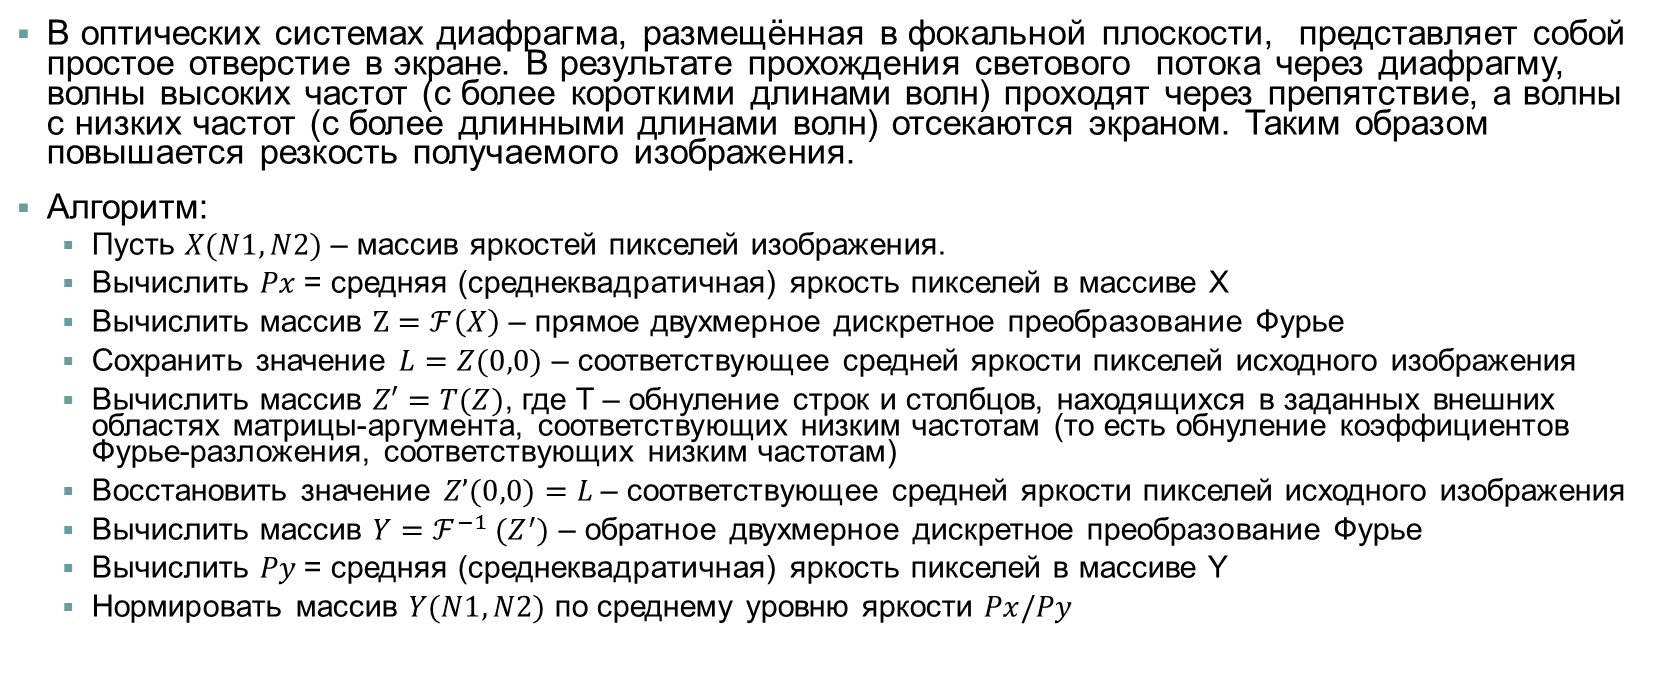 В оптических системах диафрагма, размещённая в фокальной плоскости, представляет собой
простое отверстие в экране. В результате прохождения светового потока через диафрагму,
волны высоких частот (с более короткими длинами волн) проходят через препятствие, а волны
с низких частот (с более длинными длинами волн) отсекаются экраном. Таким образом
повышается резкость получаемого изображения.
Алгоритм:
Пусть X(N1, N2) – массив яркостей пикселей изображения.
Вычислить Px = средняя (среднеквадратичная) яркость пикселей в массиве X
Вычислить массив Z = ℱ(X) – прямое двухмерное дискретное преобразование Фурье
Сохранить значение L = Z(0,0) – соответствующее средней яркости пикселей исходного изображения
Вычислить массив Z′ = T(Z), где T – обнуление строк и столбцов, находящихся в заданных внешних
областях матрицы-аргумента, соответствующих низким частотам (то есть обнуление коэффициентов
Фурье-разложения, соответствующих низким частотам)
Восстановить значение Z’(0,0) = L – соответствующее средней яркости пикселей исходного изображения
Вычислить массив Y = ℱ⁻¹ (Z′) – обратное двухмерное дискретное преобразование Фурье
Вычислить Py = средняя (среднеквадратичная) яркость пикселей в массиве Y
Нормировать массив Y(N1, N2) по среднему уровню яркости Px/Py